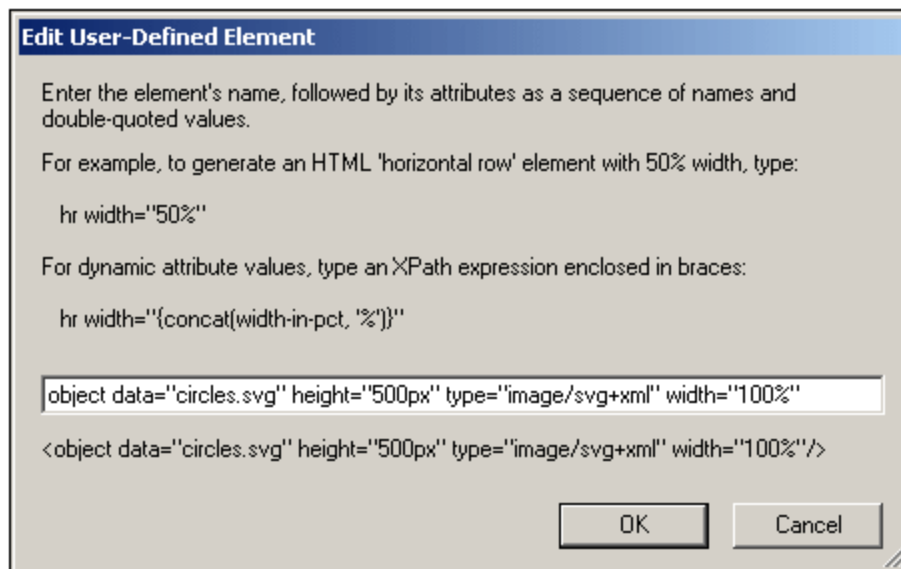 Edit User-Defined Element
Enter the element's name, followed by its attributes as a sequence of names and
double-quoted values.
For example, to generate an HTML 'horizontal row' element with 50% width, type:
hr width="50%"
For dynamic attribute values, type an XPath expression enclosed in braces:
hr width="{concat(width-in-pct, '%')}"
object data="circles.svg" height="500px" type="image/svg+xml" width="100%"
<object data="circles.svg" height="500px" type="image/svg+xml" width="100%"/>
OK Cancel